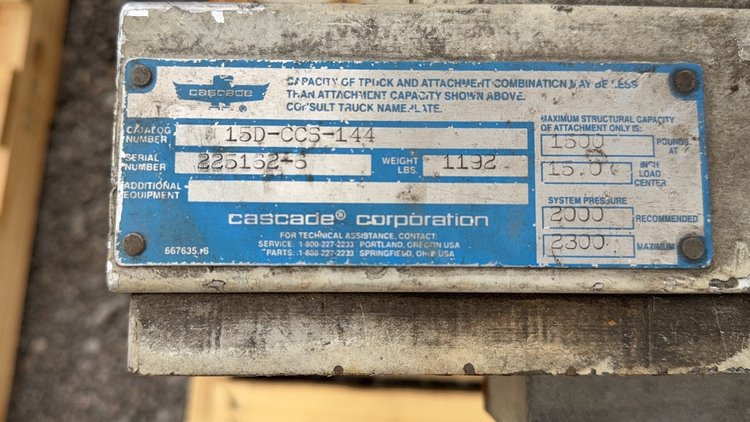 cascade
CAPACITY OF TRUCK AND ATTACHMENT COMBINATION MAY BE LESS
THAN ATTACHMENT CAPACITY SHOWN ABOVE.
CONSULT TRUCK NAMEPLATE.
CATALOG NUMBER 15D-CCS-144
SERIAL NUMBER 225162-6
WEIGHT LBS. 1192
ADDITIONAL EQUIPMENT
cascade® corporation
FOR TECHNICAL ASSISTANCE, CONTACT:
SERVICE: 1-800-227-2233 PORTLAND, OREGON USA
PARTS: 1-888-227-2233 SPRINGFIELD, OHIO USA
667635.r6
MAXIMUM STRUCTURAL CAPACITY
OF ATTACHMENT ONLY IS:
1500 POUNDS AT
15.0 INCH LOAD CENTER
SYSTEM PRESSURE
2000 RECOMMENDED
2300 MAXIMUM